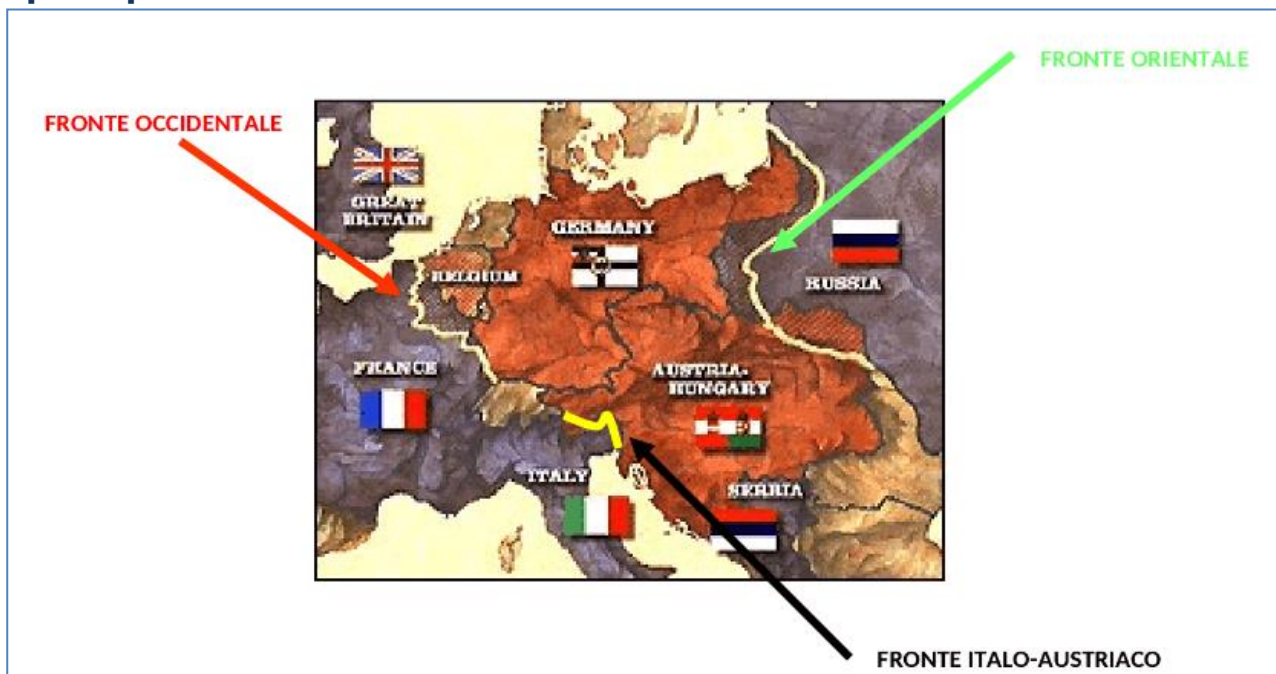 FRONTE ORIENTALE
FRONTE OCCIDENTALE
GREAT
BRITAIN
GERMANY
BELGIUM
RUSSIA
FRANCE
AUSTRIA-
HUNGARY
ITALY
SERBIA
FRONTE ITALO-AUSTRIACO